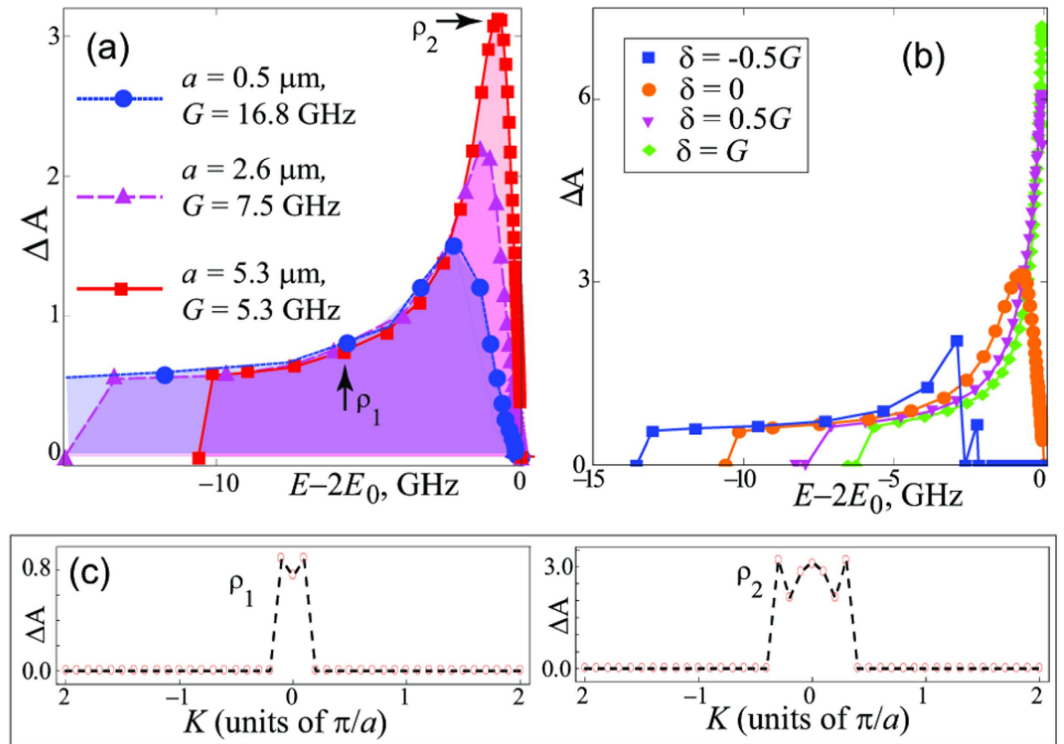 (a)
3
2
1
0
ΔA
ρ2
a = 0.5 μm,
G = 16.8 GHz
a = 2.6 μm,
G = 7.5 GHz
a = 5.3 μm,
G = 5.3 GHz
ρ1
−10
0
E−2E0, GHz
(b)
δ = -0.5G
δ = 0
δ = 0.5G
δ = G
6
3
0
ΔA
−15
−10
−5
0
E−2E0, GHz
(c)
0.8
0.0
ΔA
ρ1
2
−1
0
1
2
K (units of π/a)
3.0
0.0
ΔA
ρ2
2
−1
0
1
2
K (units of π/a)